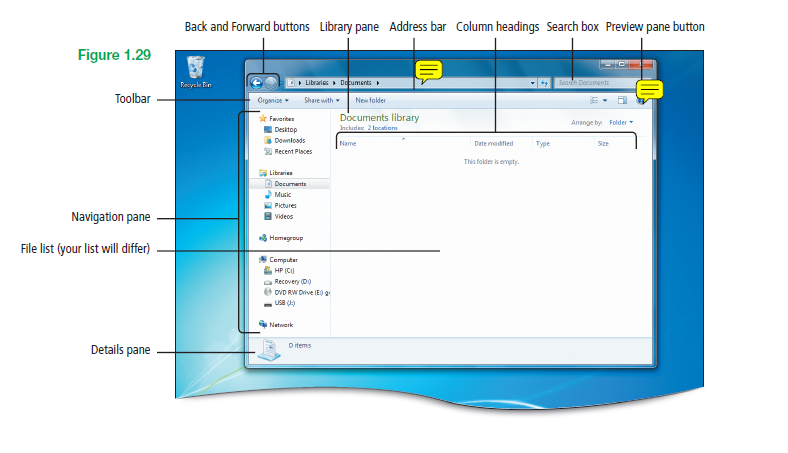 Back and Forward buttons Library pane Address bar Column headings Search box Preview pane button
Figure 1.29
Recycle Bin
Libraries Documents
Search Documents
Toolbar
Organize Share with New folder
Favorites
Desktop
Downloads
Recent Places
Documents library
Includes: 2 locations
Arrange by: Folder
Name Date modified Type Size
This folder is empty.
Libraries
Documents
Music
Pictures
Videos
Navigation pane
Homegroup
File list (your list will differ)
Computer
HP (C:)
Recovery (D:)
DVD RW Drive (E:) g
USB (J:)
Network
Details pane
0 items